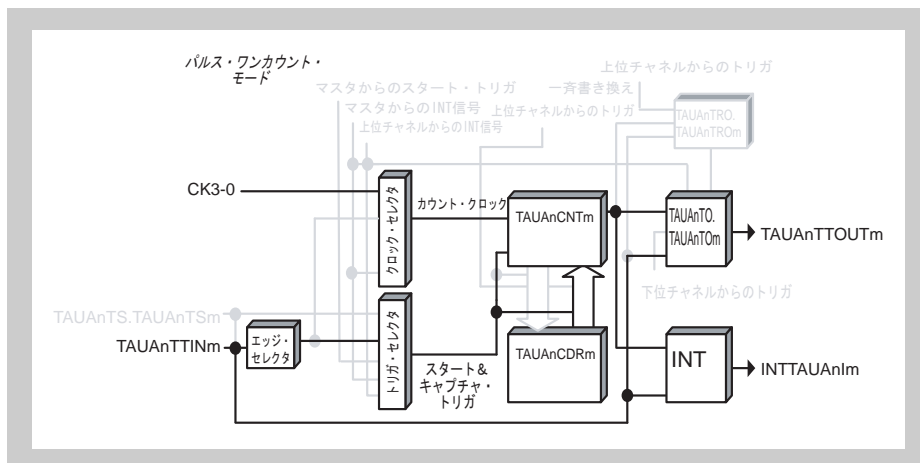 パルス・ワンカウント・
モード
上位チャネルからのトリガ
マスタからのスタート・トリガ
一斉書き換え
マスタからのINT信号
上位チャネルからのトリガ
上位チャネルからのINT信号
TAUAnTRO.
TAUAnTROm
CK3-0
クロック・セレクタ
カウント・クロック
TAUAnCNTm
TAUAnTO.
TAUAnTOm
TAUAnTTOUTm
下位チャネルからのトリガ
TAUAnTS.TAUAnTSm
TAUAnTTINm
エッジ・
セレクタ
トリガ・セレクタ
スタート&
キャプチャ・
トリガ
TAUAnCDRm
INT
INTTAUAnIm